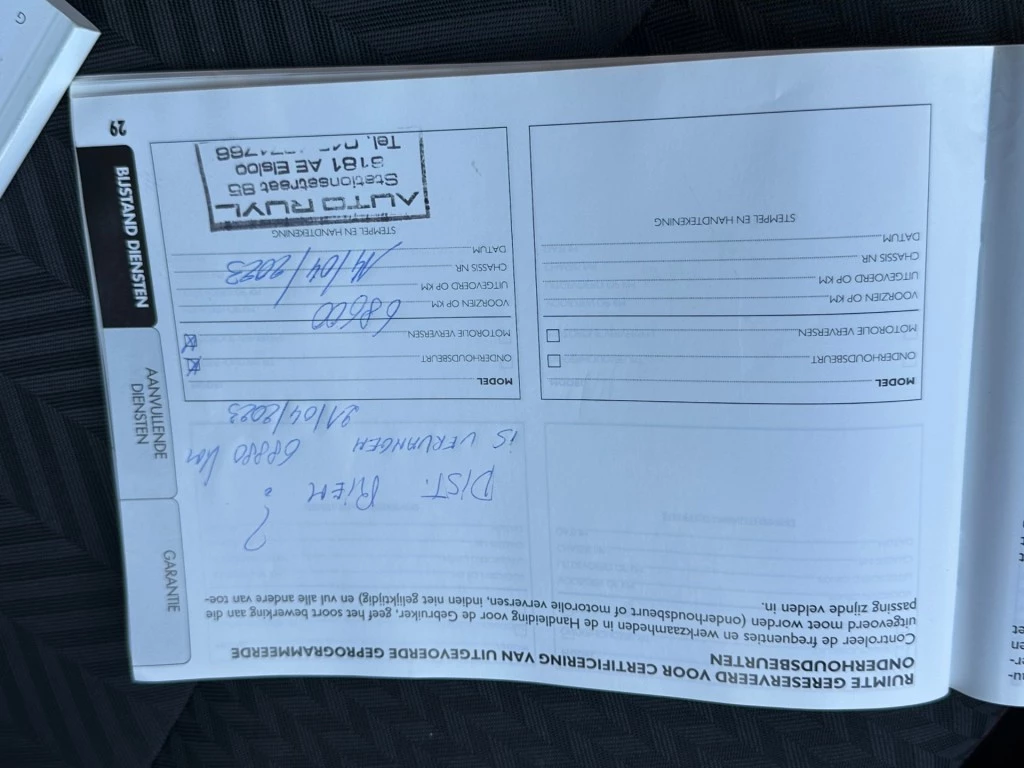 RUIMTE GERESERVEERD VOOR CERTIFICERING VAN UITGEVOERDE GEPROGRAMMEERDE
ONDERHOUDSBEURTEN
Controleer de frequenties en werkzaamheden in de Handleiding voor de Gebruiker, geef het soort bewerking aan die
uitgevoerd moet worden (onderhoudsbeurt of motorolie verversen, indien niet gelijktijdig) en vul alle andere van toe-
passing zijnde velden in.
?
DIST. RIEM
IS VERVANGEN 68880 km
21/04/2023
MODEL
ONDERHOUDSBEURT
MOTOROLIE VERVERSEN
VOORZIEN OP KM
UITGEVOERD OP KM
CHASSIS NR
DATUM
STEMPEL EN HANDTEKENING
MODEL
ONDERHOUDSBEURT
MOTOROLIE VERVERSEN
VOORZIEN OP KM 68600
UITGEVOERD OP KM
CHASSIS NR 14/04/2023
DATUM
STEMPEL EN HANDTEKENING
AUTO RUYL
Stationsstraat 85
6181 AE Elsloo
Tel.
GARANTIE
AANVULLENDE
DIENSTEN
BIJSTAND DIENSTEN
29